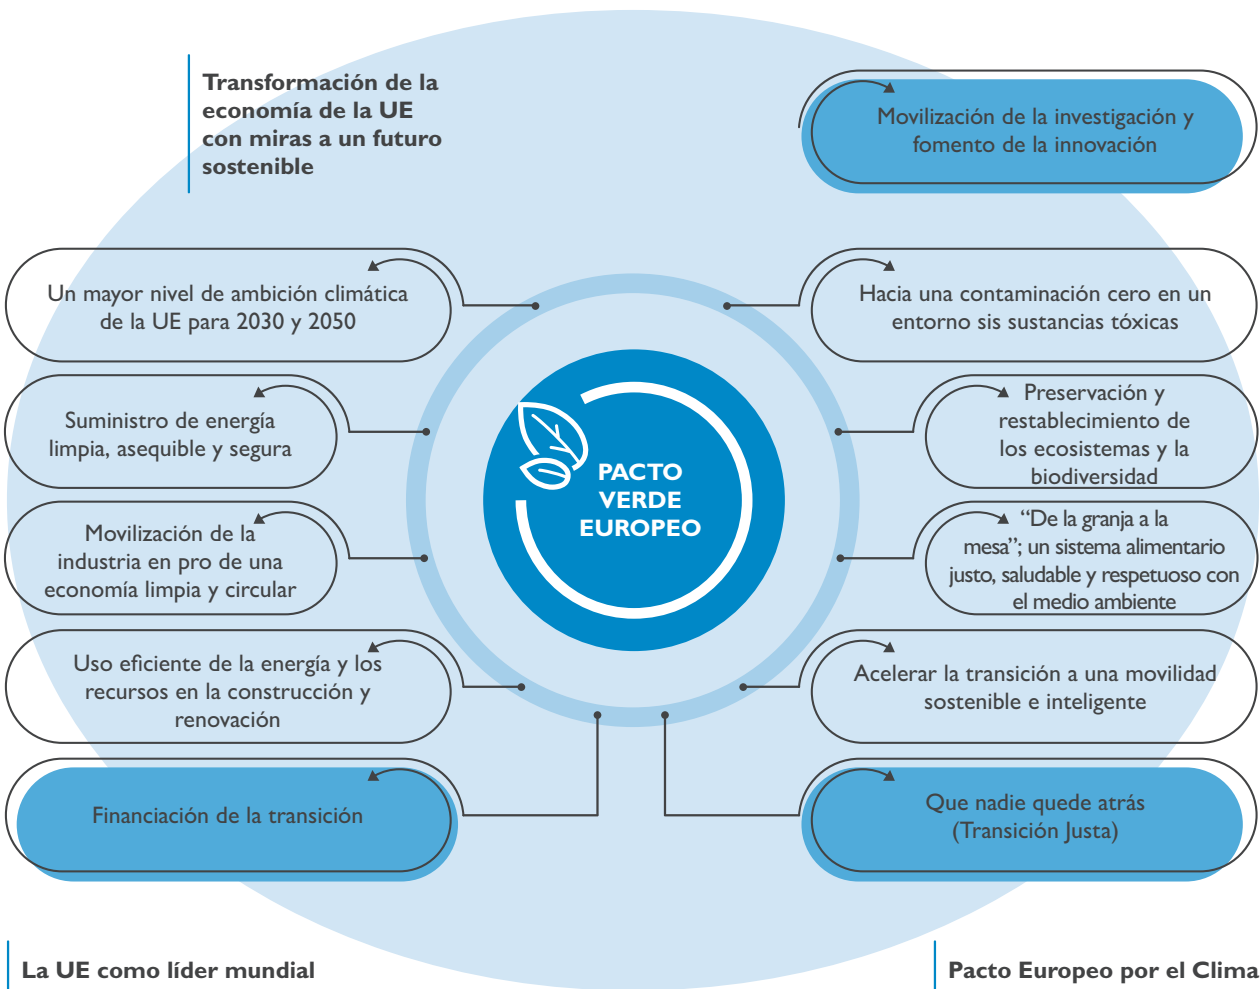 Transformación de la
economía de la UE
con miras a un futuro
sostenible
Movilización de la investigación y
fomento de la innovación
Un mayor nivel de ambición climática
de la UE para 2030 y 2050
Hacia una contaminación cero en un
entorno sis sustancias tóxicas
Suministro de energía
limpia, asequible y segura
Preservación y
restablecimiento de
los ecosistemas y la
biodiversidad
PACTO
VERDE
EUROPEO
Movilización de la
industria en pro de una
economía limpia y circular
“De la granja a la
mesa”; un sistema alimentario
justo, saludable y respetuoso con
el medio ambiente
Uso eficiente de la energía y los
recursos en la construcción y
renovación
Acelerar la transición a una movilidad
sostenible e inteligente
Financiación de la transición
Que nadie quede atrás
(Transición Justa)
La UE como líder mundial
Pacto Europeo por el Clima